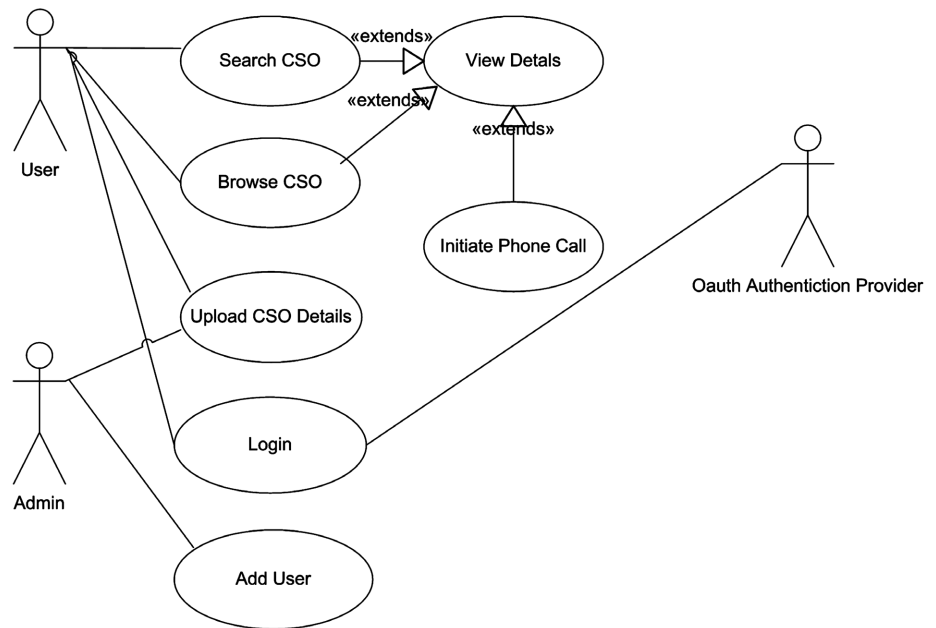 «extends»
Search CSO
View Detals
«extends»
«extends»
User
Browse CSO
Initiate Phone Call
Oauth Authentiction Provider
Upload CSO Details
Login
Admin
Add User